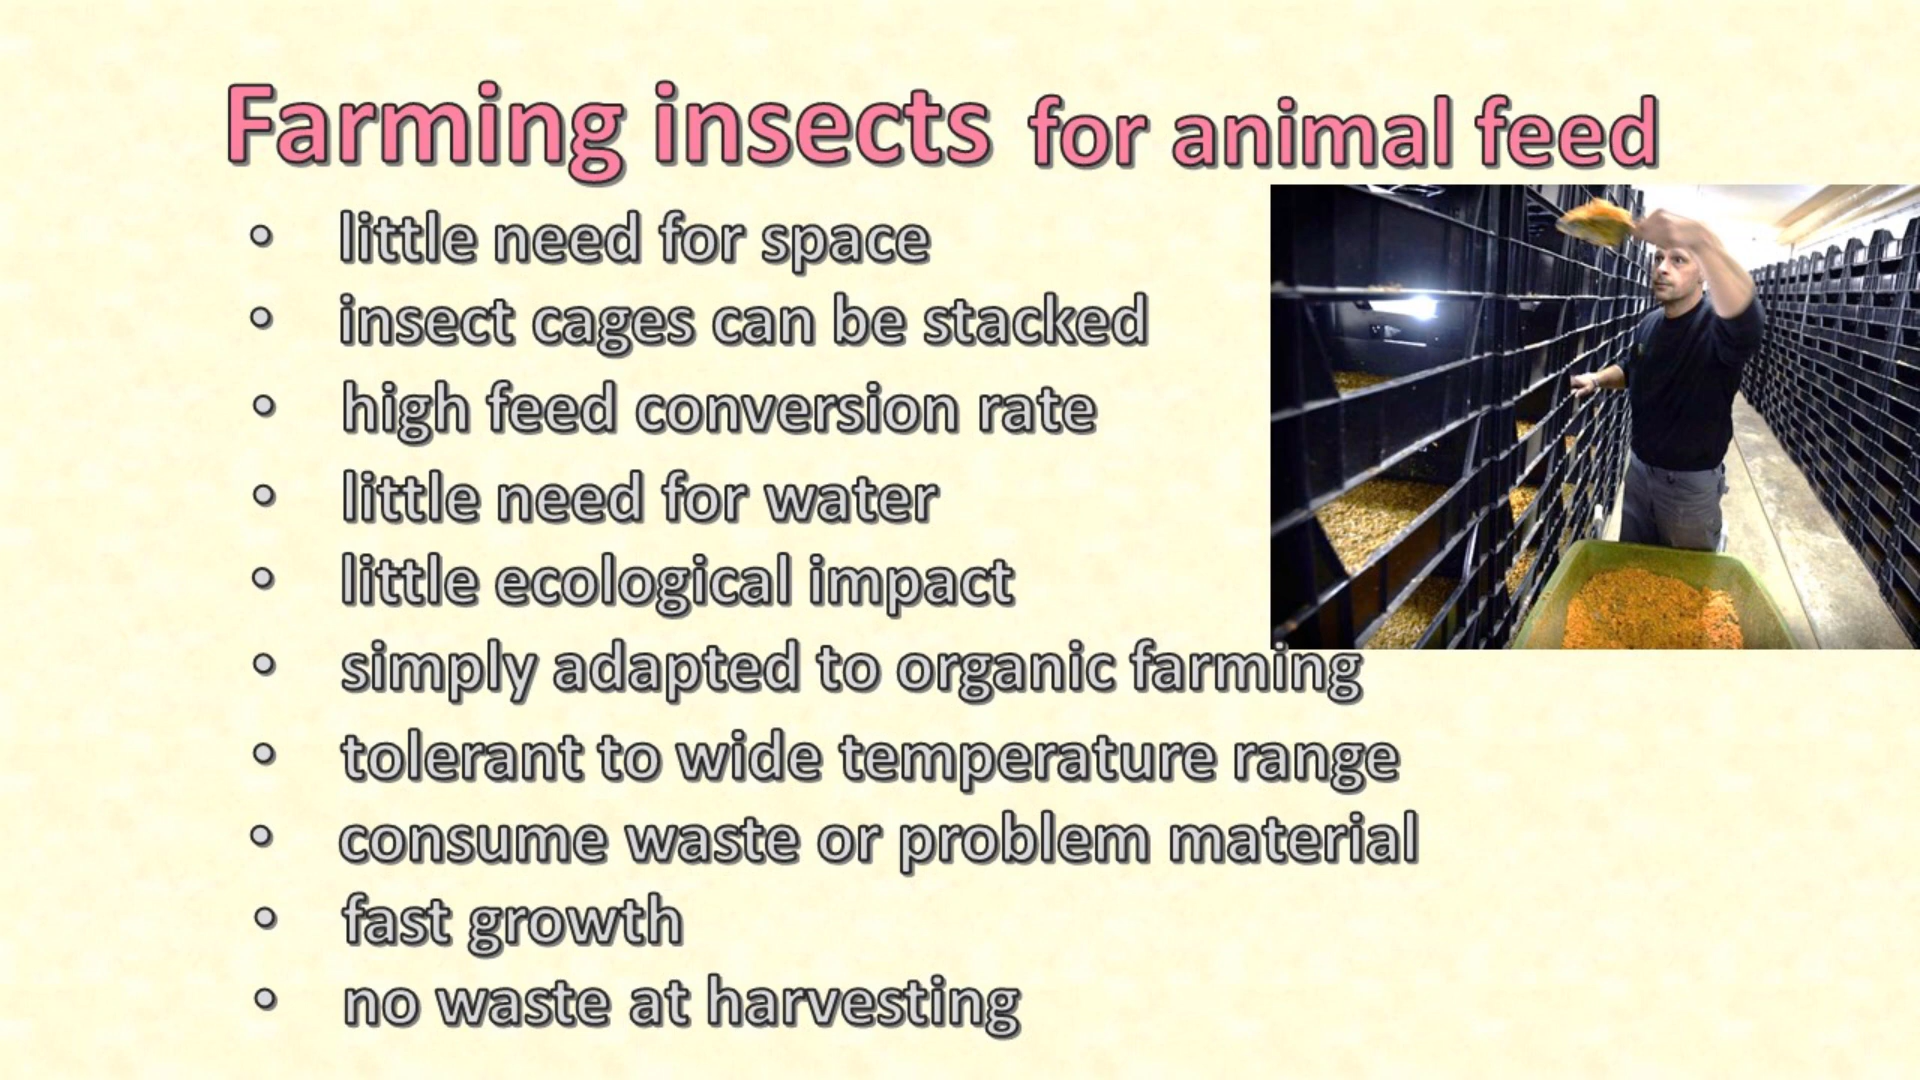 Farming insects for animal feed
• little need for space
• insect cages can be stacked
• high feed conversion rate
• little need for water
• little ecological impact
• simply adapted to organic farming
• tolerant to wide temperature range
• consume waste or problem material
• fast growth
• no waste at harvesting